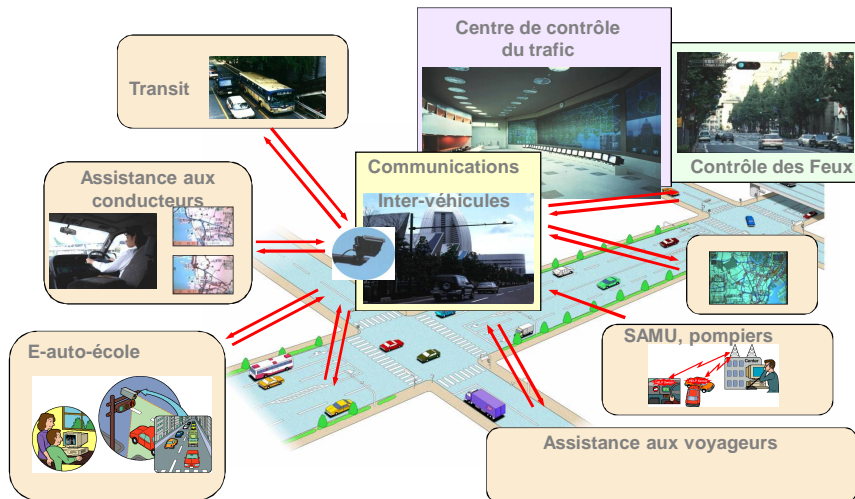 Centre de contrôle
du trafic
Transit
Contrôle des Feux
Communications
Inter-véhicules
Assistance aux
conducteurs
SAMU, pompiers
Center
E-auto-école
Assistance aux voyageurs